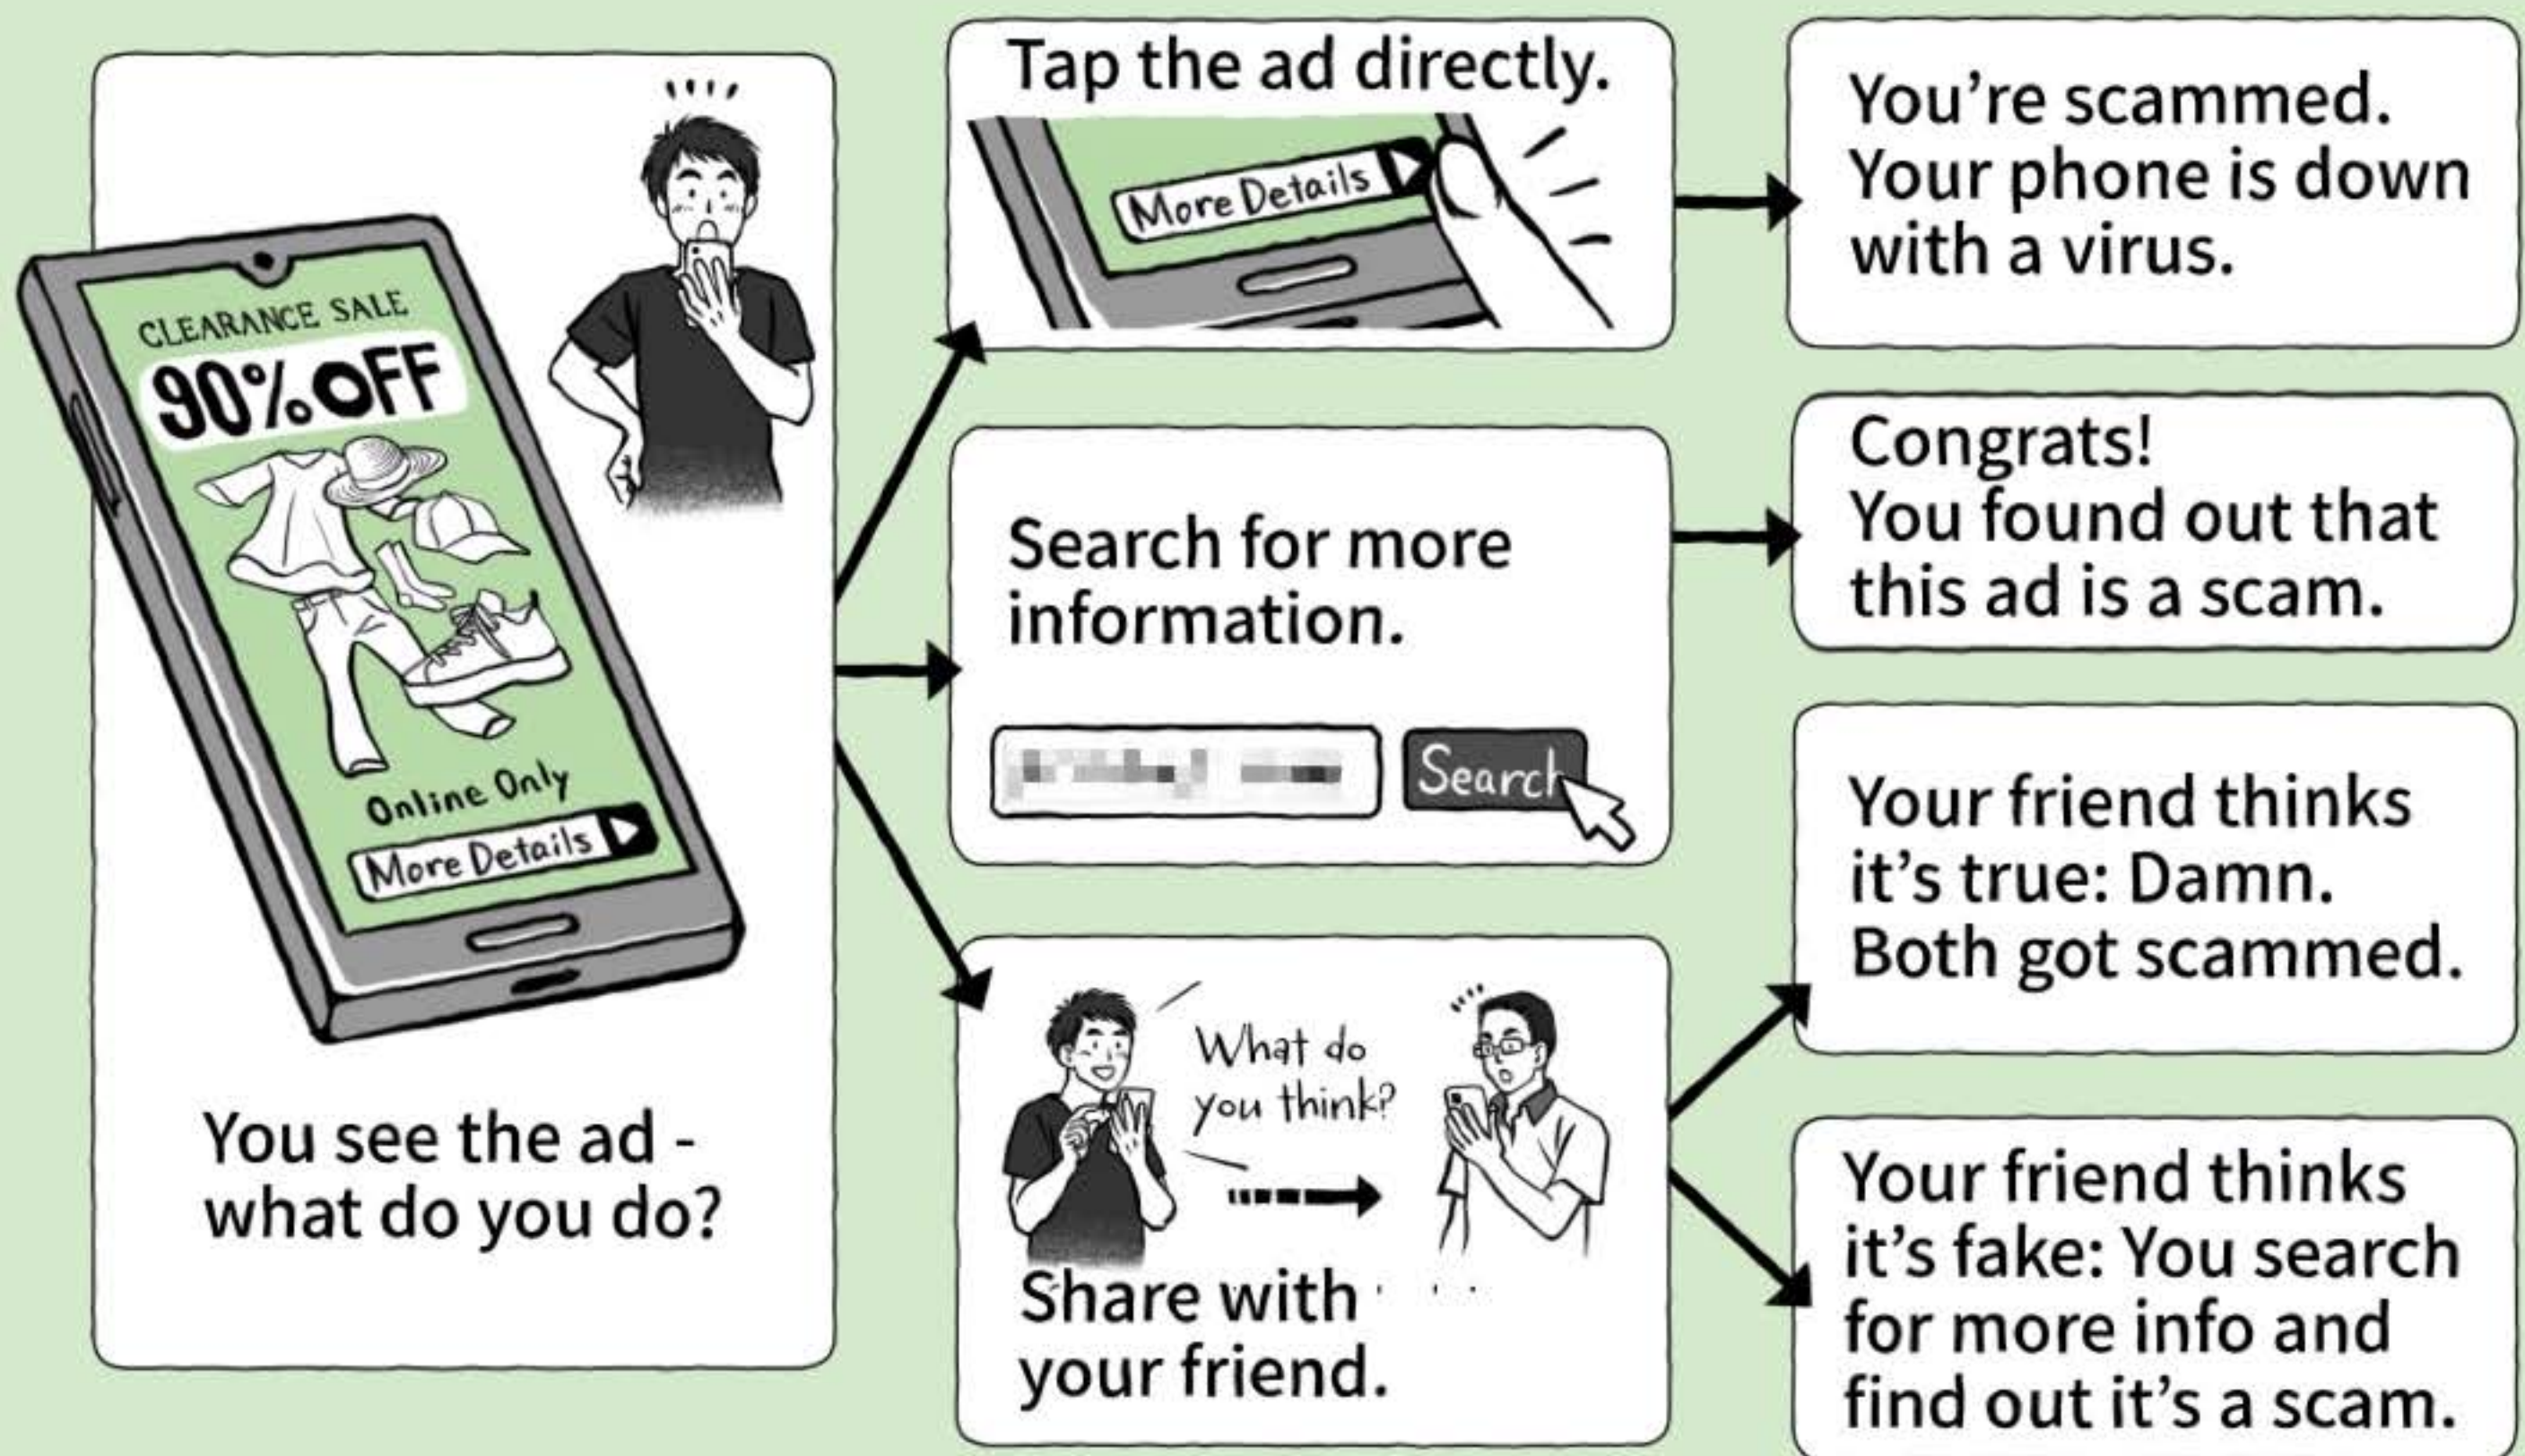 CLEARANCE SALE
90% OFF
Online Only
More Details
You see the ad -
what do you do?
Tap the ad directly.
More Details
You're scammed.
Your phone is down
with a virus.
Search for more
information.
Search
Congrats!
You found out that
this ad is a scam.
What do
you think?
Share with
your friend.
Your friend thinks
it's true: Damn.
Both got scammed.
Your friend thinks
it's fake: You search
for more info and
find out it's a scam.